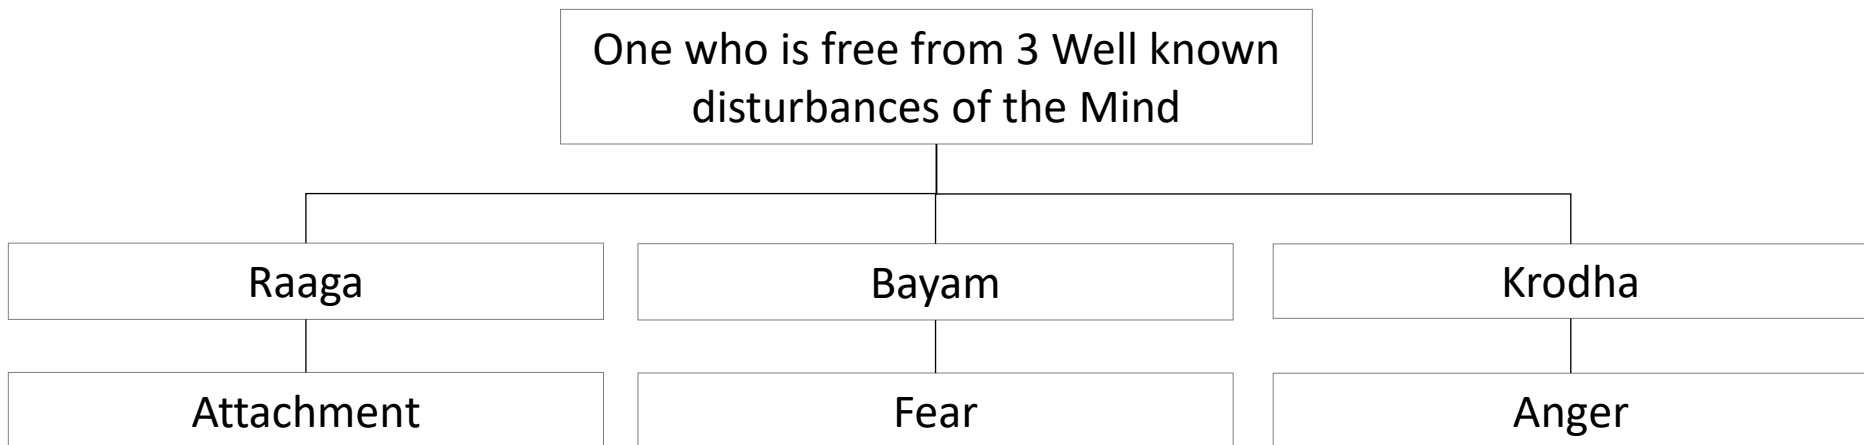 One who is free from 3 Well known
disturbances of the Mind
Raaga
Bayam
Krodha
Attachment
Fear
Anger